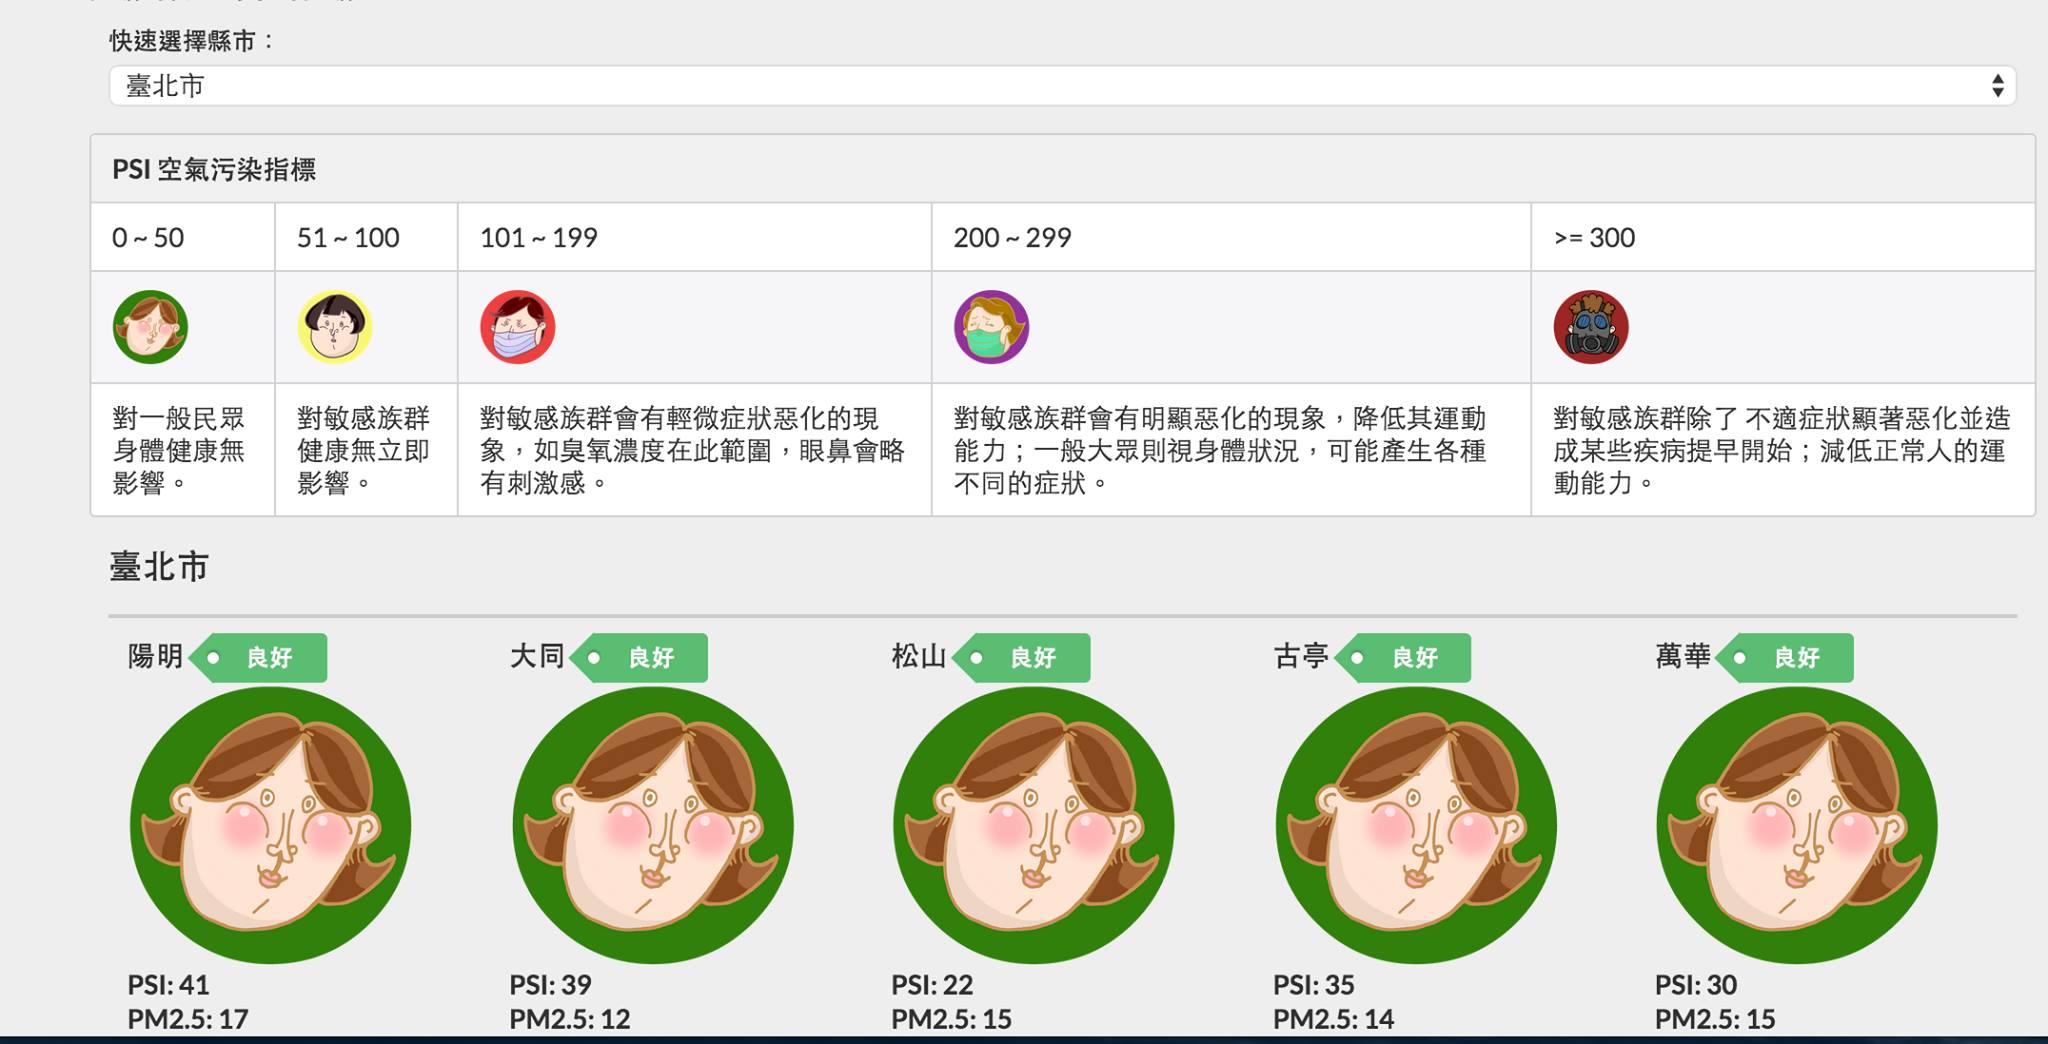 快速選擇縣市：
臺北市
PSI 空氣污染指標
0 ~ 50
51 ~ 100
101 ~ 199
200 ~ 299
>= 300
對一般民眾
身體健康無
影響。
對敏感族群
健康無立即
影響。
對敏感族群會有輕微症狀惡化的現
象，如臭氧濃度在此範圍，眼鼻會略
有刺激感。
對敏感族群會有明顯惡化的現象，降低其運動
能力；一般大眾則視身體狀況，可能產生各種
不同的症狀。
對敏感族群除了 不適症狀顯著惡化並造
成某些疾病提早開始；減低正常人的運
動能力。
臺北市
陽明 良好
PSI: 41
PM2.5: 17
大同 良好
PSI: 39
PM2.5: 12
松山 良好
PSI: 22
PM2.5: 15
古亭 良好
PSI: 35
PM2.5: 14
萬華 良好
PSI: 30
PM2.5: 15